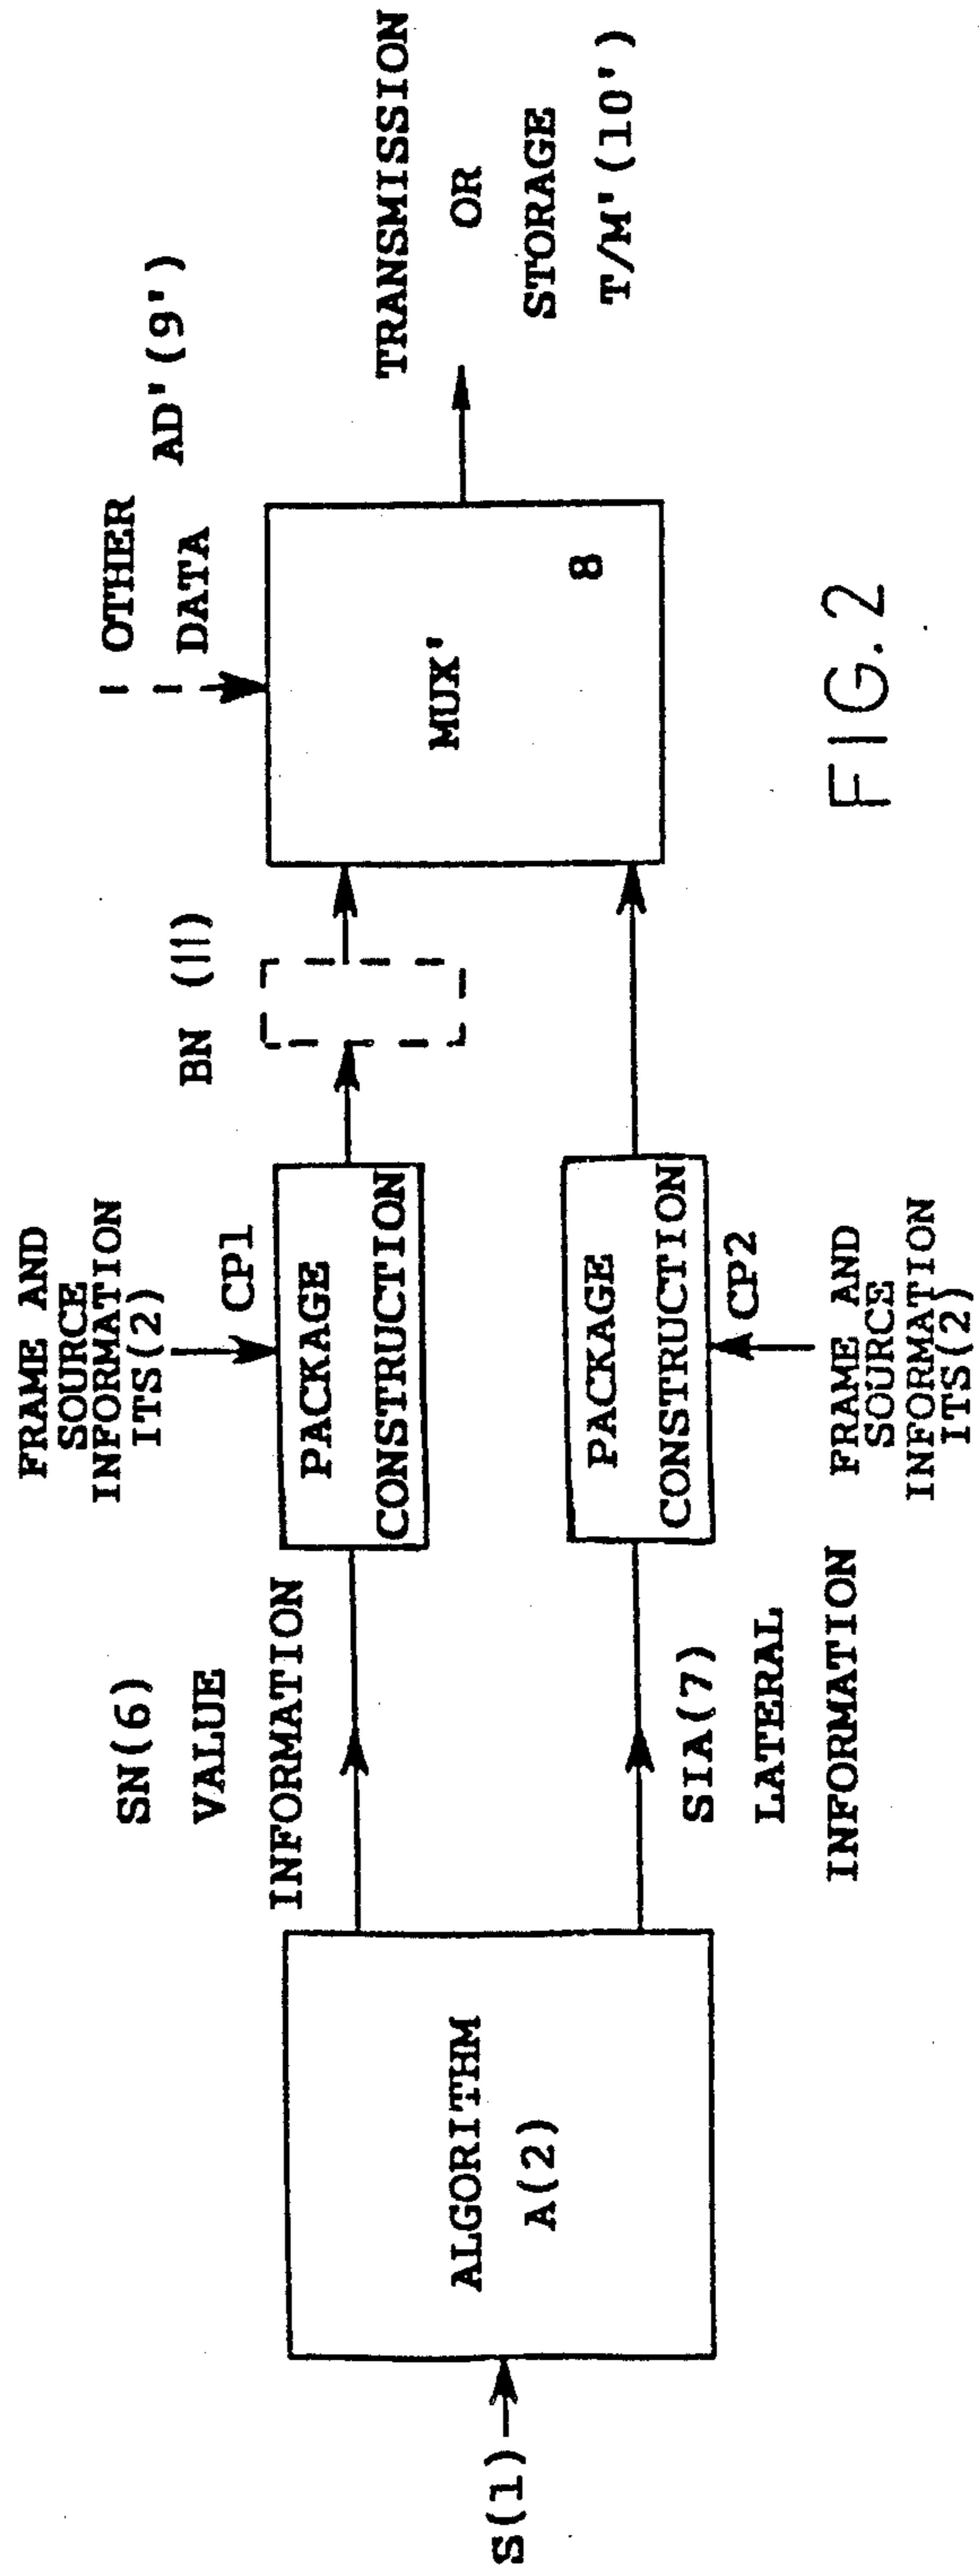 S(1)
ALGORITHM
A(2)
SN(6)
VALUE
INFORMATION
SIA(7)
LATERAL
INFORMATION
FRAME AND
SOURCE
INFORMATION
ITS(2)
CP1
PACKAGE
CONSTRUCTION
PACKAGE
CONSTRUCTION
CP2
FRAME AND
SOURCE
INFORMATION
ITS(2)
BN (11)
OTHER
DATA
AD'(9')
MUX'
8
TRANSMISSION
OR
STORAGE
T/M'(10')
FIG. 2